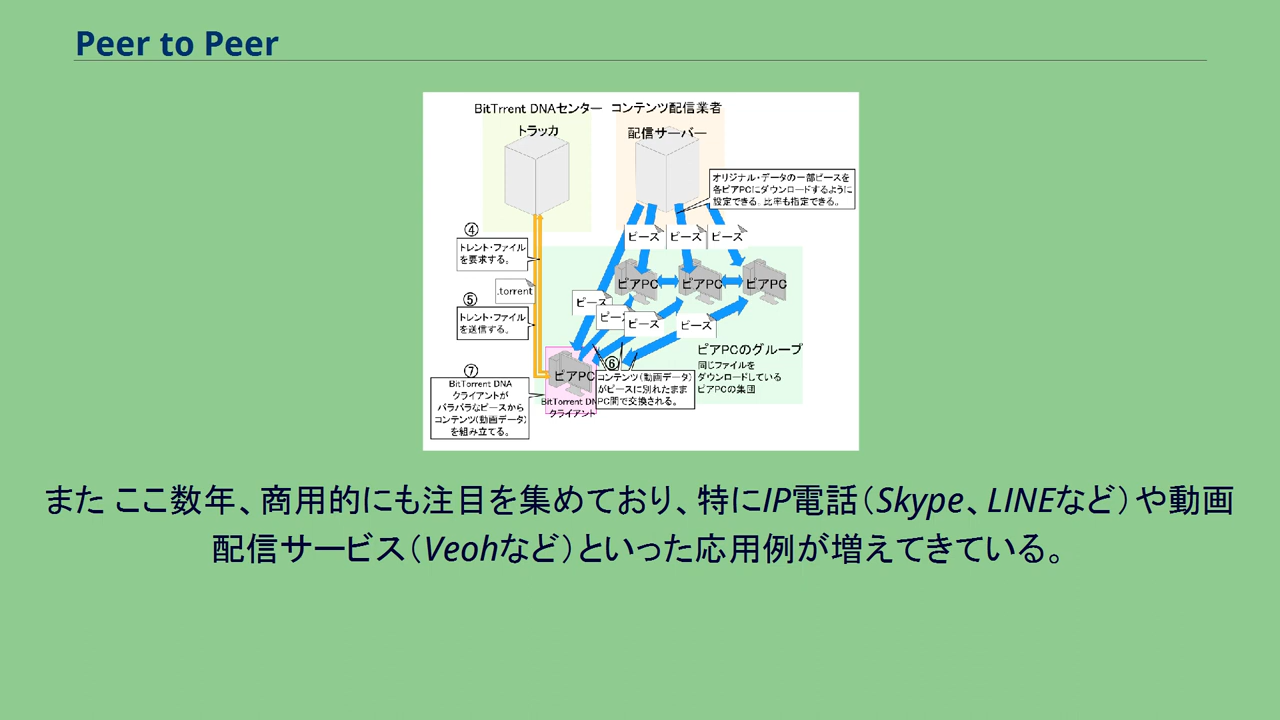 Peer to Peer
BitTrrent DNAセンター
コンテンツ配信業者
トラッカ
配信サーバー
オリジナル・データの一部ピースを
各ピアPCにダウンロードするように
設定できる。比率も指定できる。
④
トレント・ファイル
を要求する。
ピース
ピース
ピース
ピアPC
ピアPC
ピアPC
.torrent
⑤
トレント・ファイル
を送信する。
ピース
ピース
ピース
ピース
ピアPCのグループ
同じファイルを
ダウンロードしている
ピアPCの集団
⑥
コンテンツ(動画データ)
がピースに別れたまま
PC間で交換される。
⑦
BitTorrent DNA
クライアントが
バラバラなピースから
コンテンツ(動画データ)
を組み立てる。
ピアPC
BitTorrent DN
クライアント
また ここ数年、商用的にも注目を集めており、特にIP電話(Skype、LINEなど)や動画
配信サービス(Veohなど)といった応用例が増えてきている。